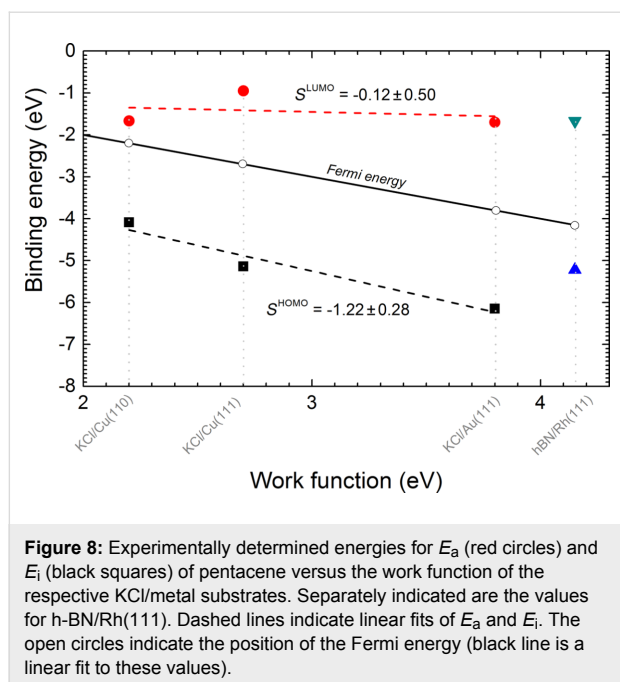 0
-1
-2
-3
-4
-5
-6
-7
-8
Binding energy (eV)
S^LUMO = -0.12±0.50
Fermi energy
S^HOMO = -1.22±0.28
2
3
4
KCl/Cu(110)
KCl/Cu(111)
KCl/Au(111)
hBN/Rh(111)
Work function (eV)
Figure 8: Experimentally determined energies for Ea (red circles) and
Ei (black squares) of pentacene versus the work function of the
respective KCl/metal substrates. Separately indicated are the values
for h-BN/Rh(111). Dashed lines indicate linear fits of Ea and Ei. The
open circles indicate the position of the Fermi energy (black line is a
linear fit to these values).